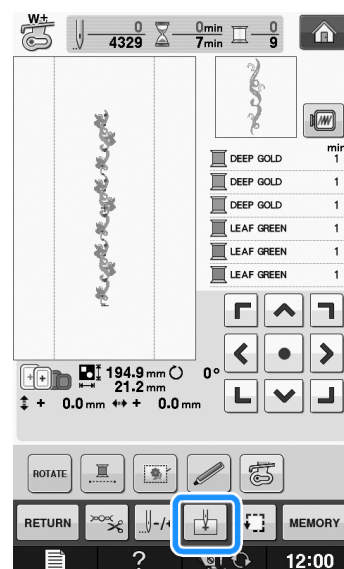 W+
0 0min 0
4329 7min 9
min
DEEP GOLD 1
DEEP GOLD 1
DEEP GOLD 1
LEAF GREEN 1
LEAF GREEN 1
LEAF GREEN 1
194.9 mm 0°
21.2 mm
+ 0.0 mm + 0.0 mm
ROTATE
RETURN -/+ MEMORY
? 12:00